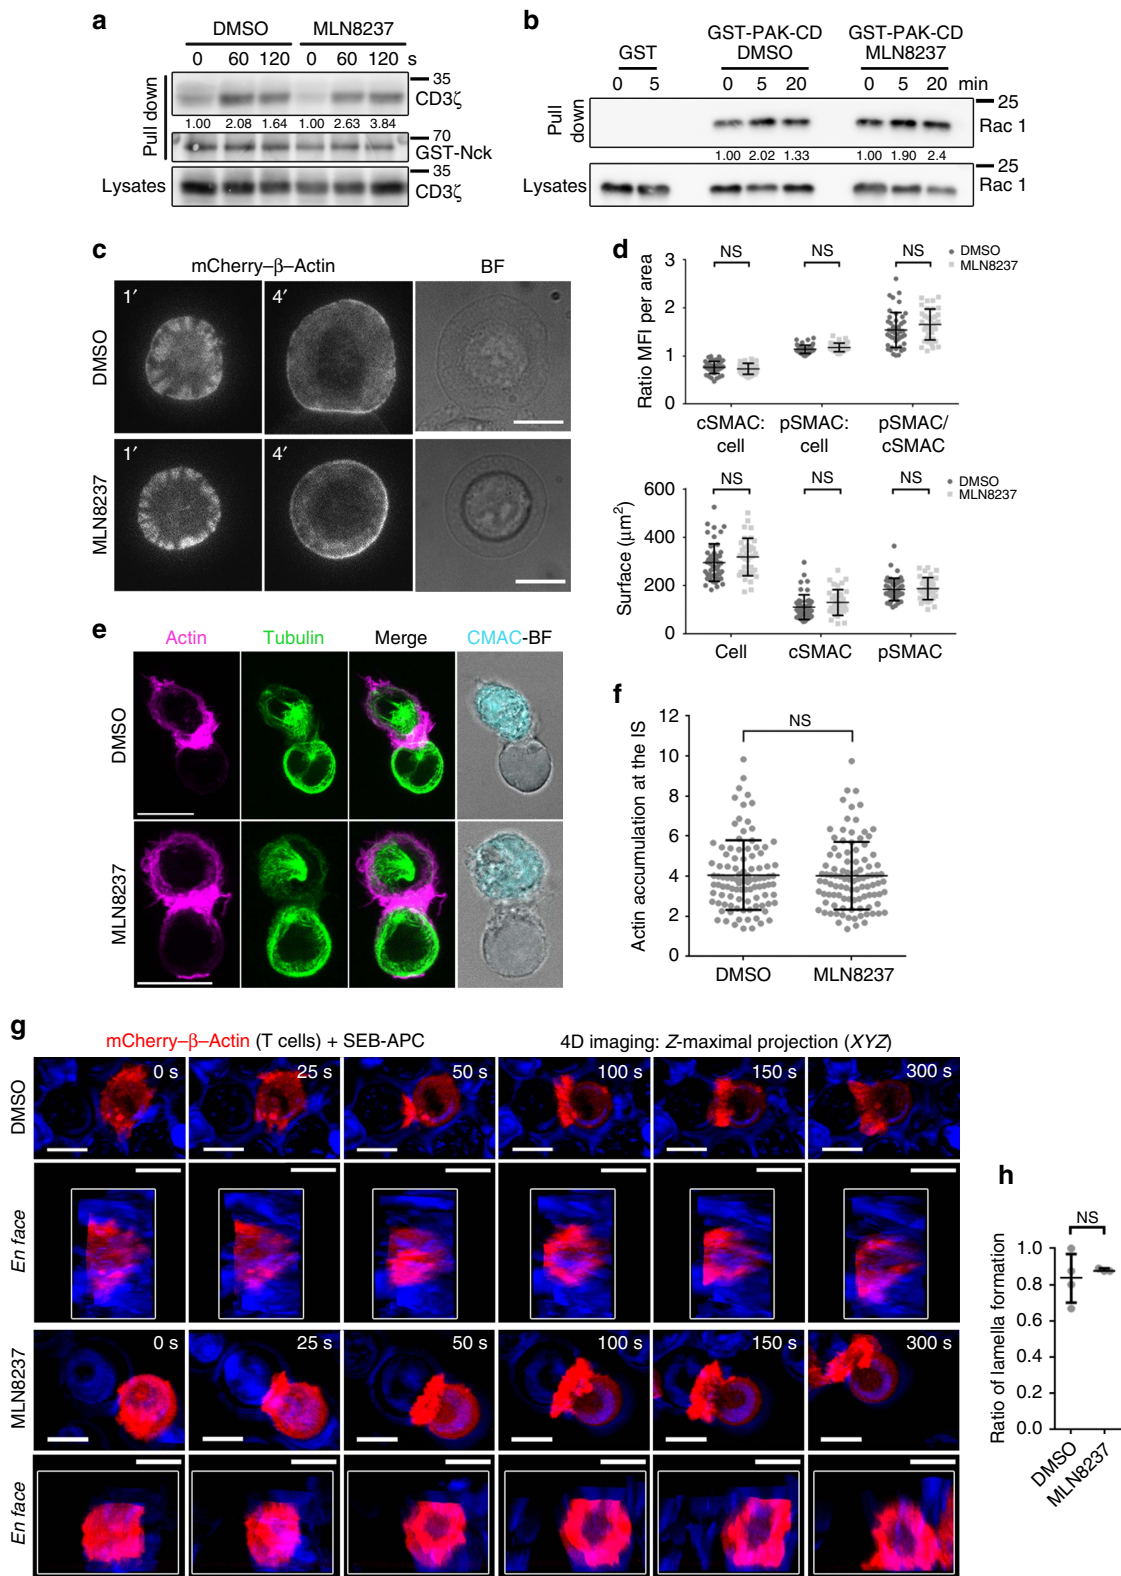 a
DMSO MLN8237
0 60 120 0 60 120 s
Pull down
35
CD3ζ
1.00 2.08 1.64 1.00 2.63 3.84
70
GST-Nck
35
Lysates
CD3ζ
b
GST
GST-PAK-CD
DMSO
GST-PAK-CD
MLN8237
0 5 0 5 20 0 5 20 min
Pull
down
25
Rac 1
1.00 2.02 1.33 1.00 1.90 2.4
25
Lysates
Rac 1
c
mCherry–β–Actin BF
DMSO
1′ 4′
MLN8237
1′ 4′
d
DMSO
MLN8237
NS NS NS
Ratio MFI per area
3
2
1
0
cSMAC:
cell
pSMAC:
cell
pSMAC/
cSMAC
DMSO
MLN8237
NS NS NS
Surface (μm²)
600
400
200
0
Cell cSMAC pSMAC
e
Actin Tubulin Merge CMAC-BF
DMSO
MLN8237
f
Actin accumulation at the IS
12
10
8
6
4
2
0
NS
DMSO MLN8237
g
mCherry–β–Actin (T cells) + SEB-APC 4D imaging: Z-maximal projection (XYZ)
DMSO
0 s 25 s 50 s 100 s 150 s 300 s
En face
MLN8237
0 s 25 s 50 s 100 s 150 s 300 s
En face
h
NS
Ratio of lamella formation
1.0
0.8
0.6
0.4
0.2
0.0
DMSO
MLN8237